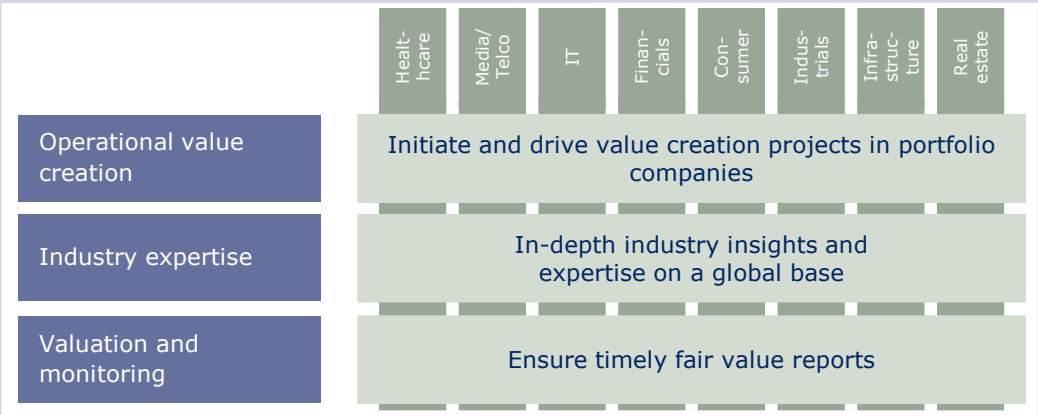 Healt-
hcare
Media/
Telco
IT
Finan-
cials
Con-
sumer
Indus-
trials
Infra-
struc-
ture
Real
estate
Operational value
creation
Initiate and drive value creation projects in portfolio
companies
Industry expertise
In-depth industry insights and
expertise on a global base
Valuation and
monitoring
Ensure timely fair value reports